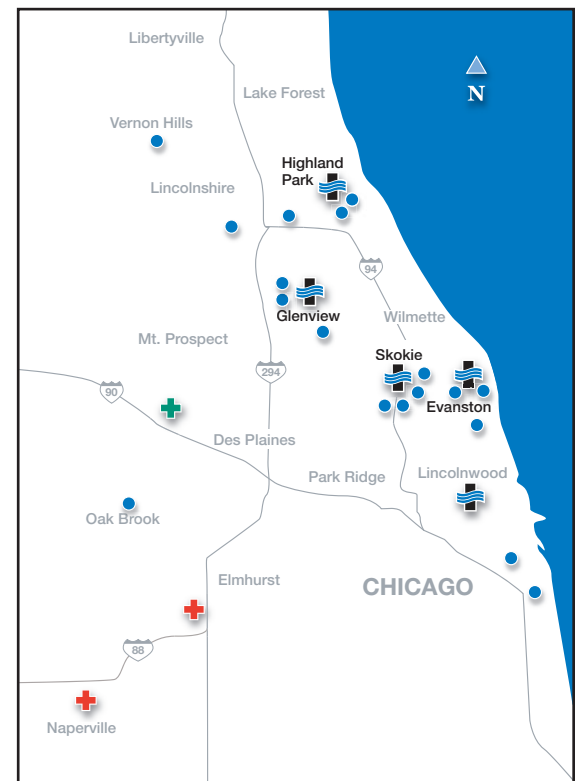 Libertyville
Lake Forest
N
Vernon Hills
Highland
Park
Lincolnshire
94
Glenview
Wilmette
Mt. Prospect
Skokie
294
90
Evanston
Des Plaines
Lincolnwood
Park Ridge
Oak Brook
Elmhurst
CHICAGO
88
Naperville